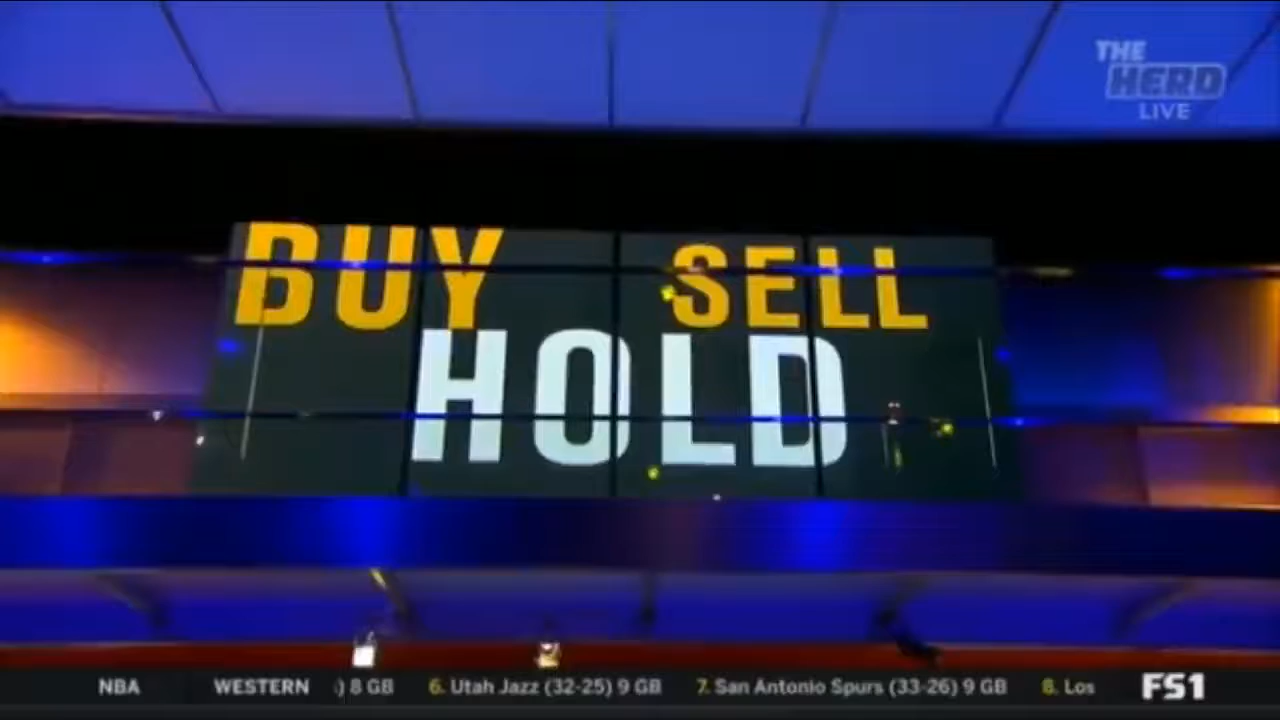 THE
HERD
LIVE
BUY SELL
HOLD
NBA WESTERN ) 8 GB 6. Utah Jazz (32-25) 9 GB 7. San Antonio Spurs (33-26) 9 GB 8. Los FS1